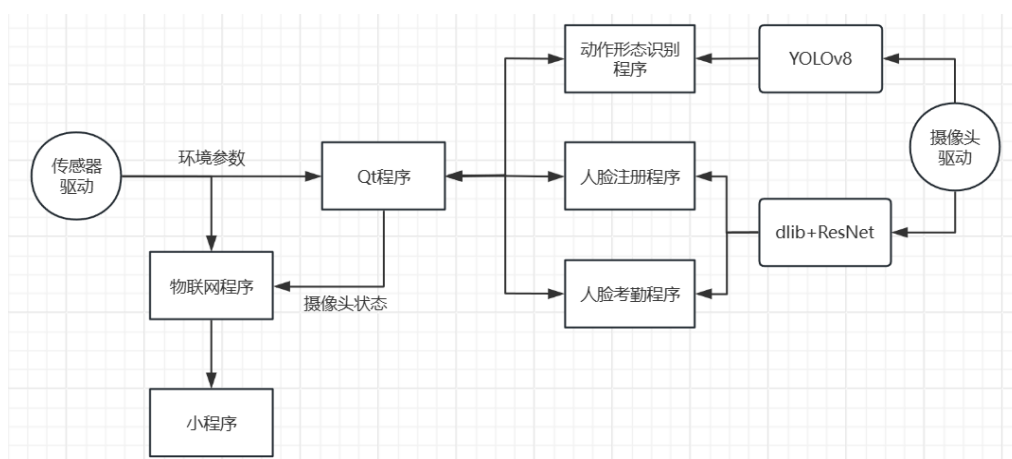 动作形态识别
程序
YOLOv8
摄像头
驱动
传感器
驱动
环境参数
Qt程序
人脸注册程序
dlib+ResNet
物联网程序
摄像头状态
人脸考勤程序
小程序